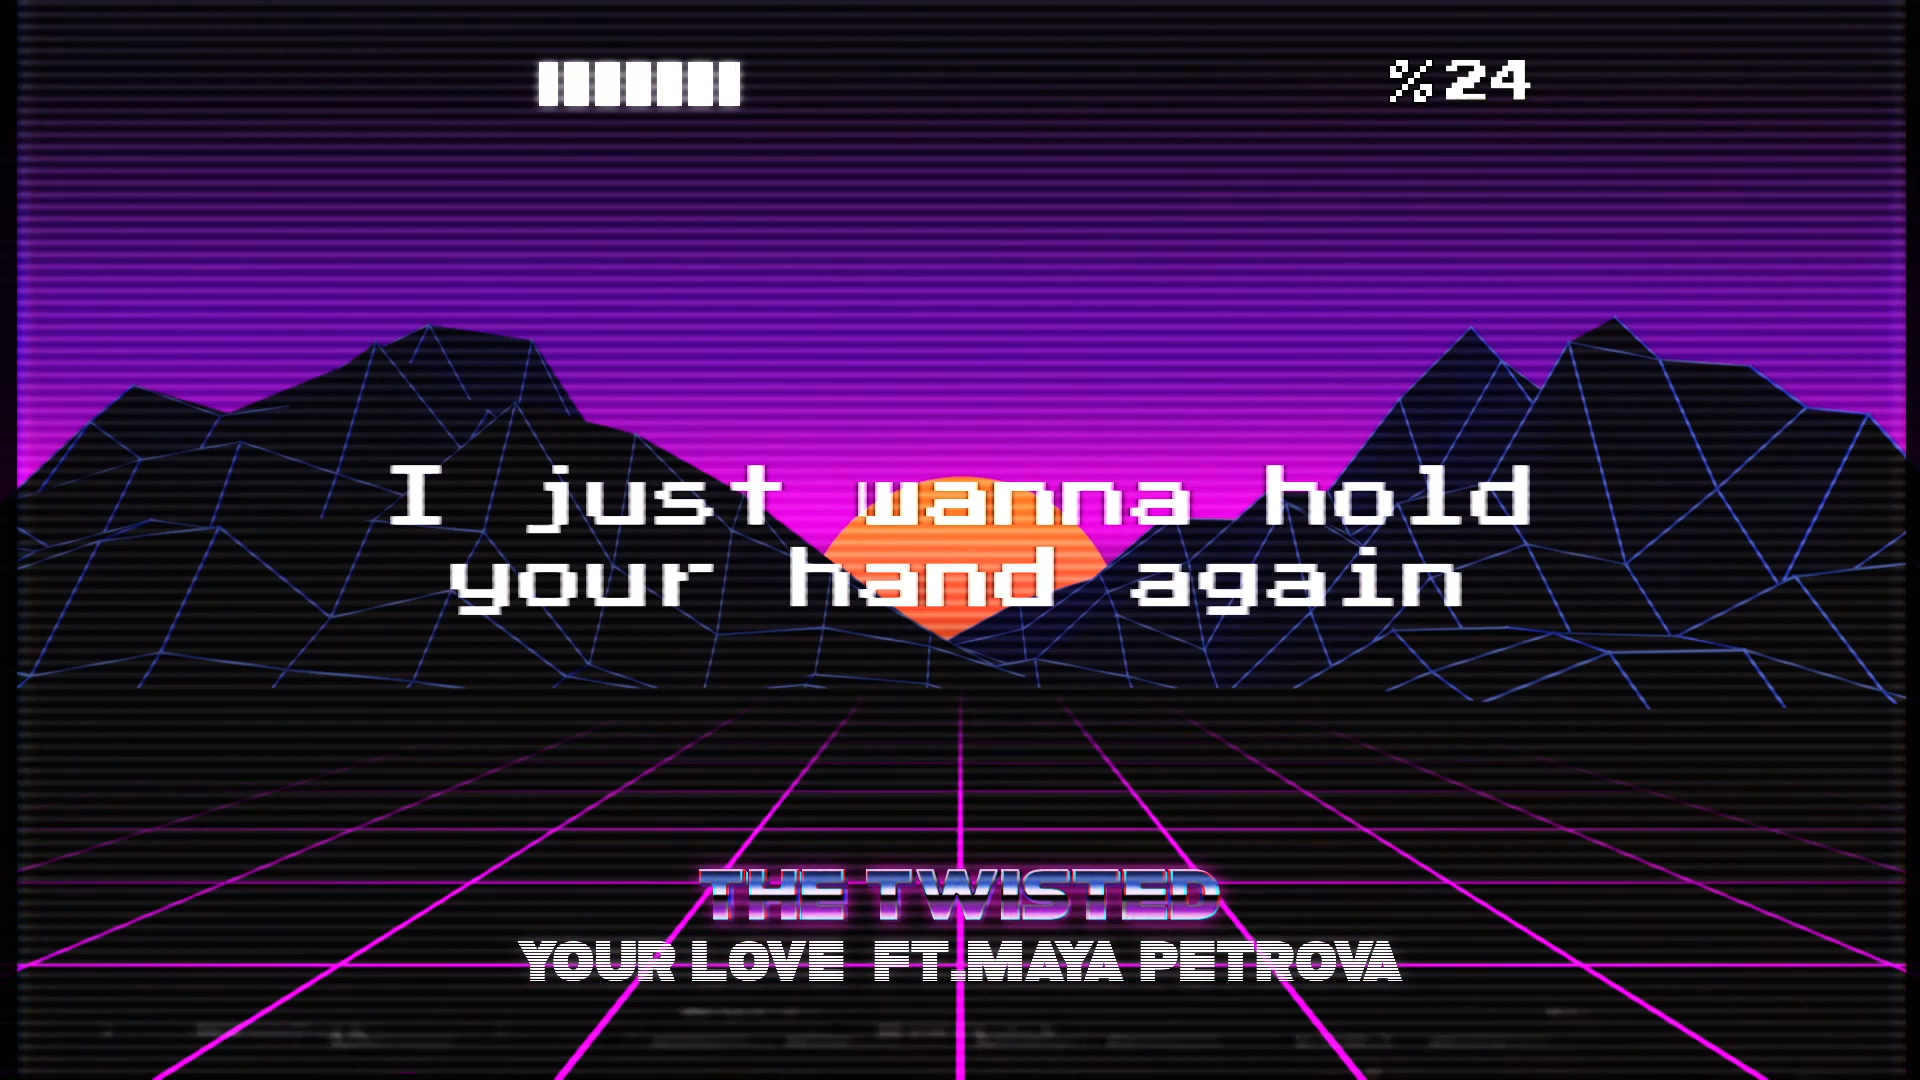 %24
I just wanna hold
your hand again
THE TWISTED
YOUR LOVE FT.MAYA PETROVA